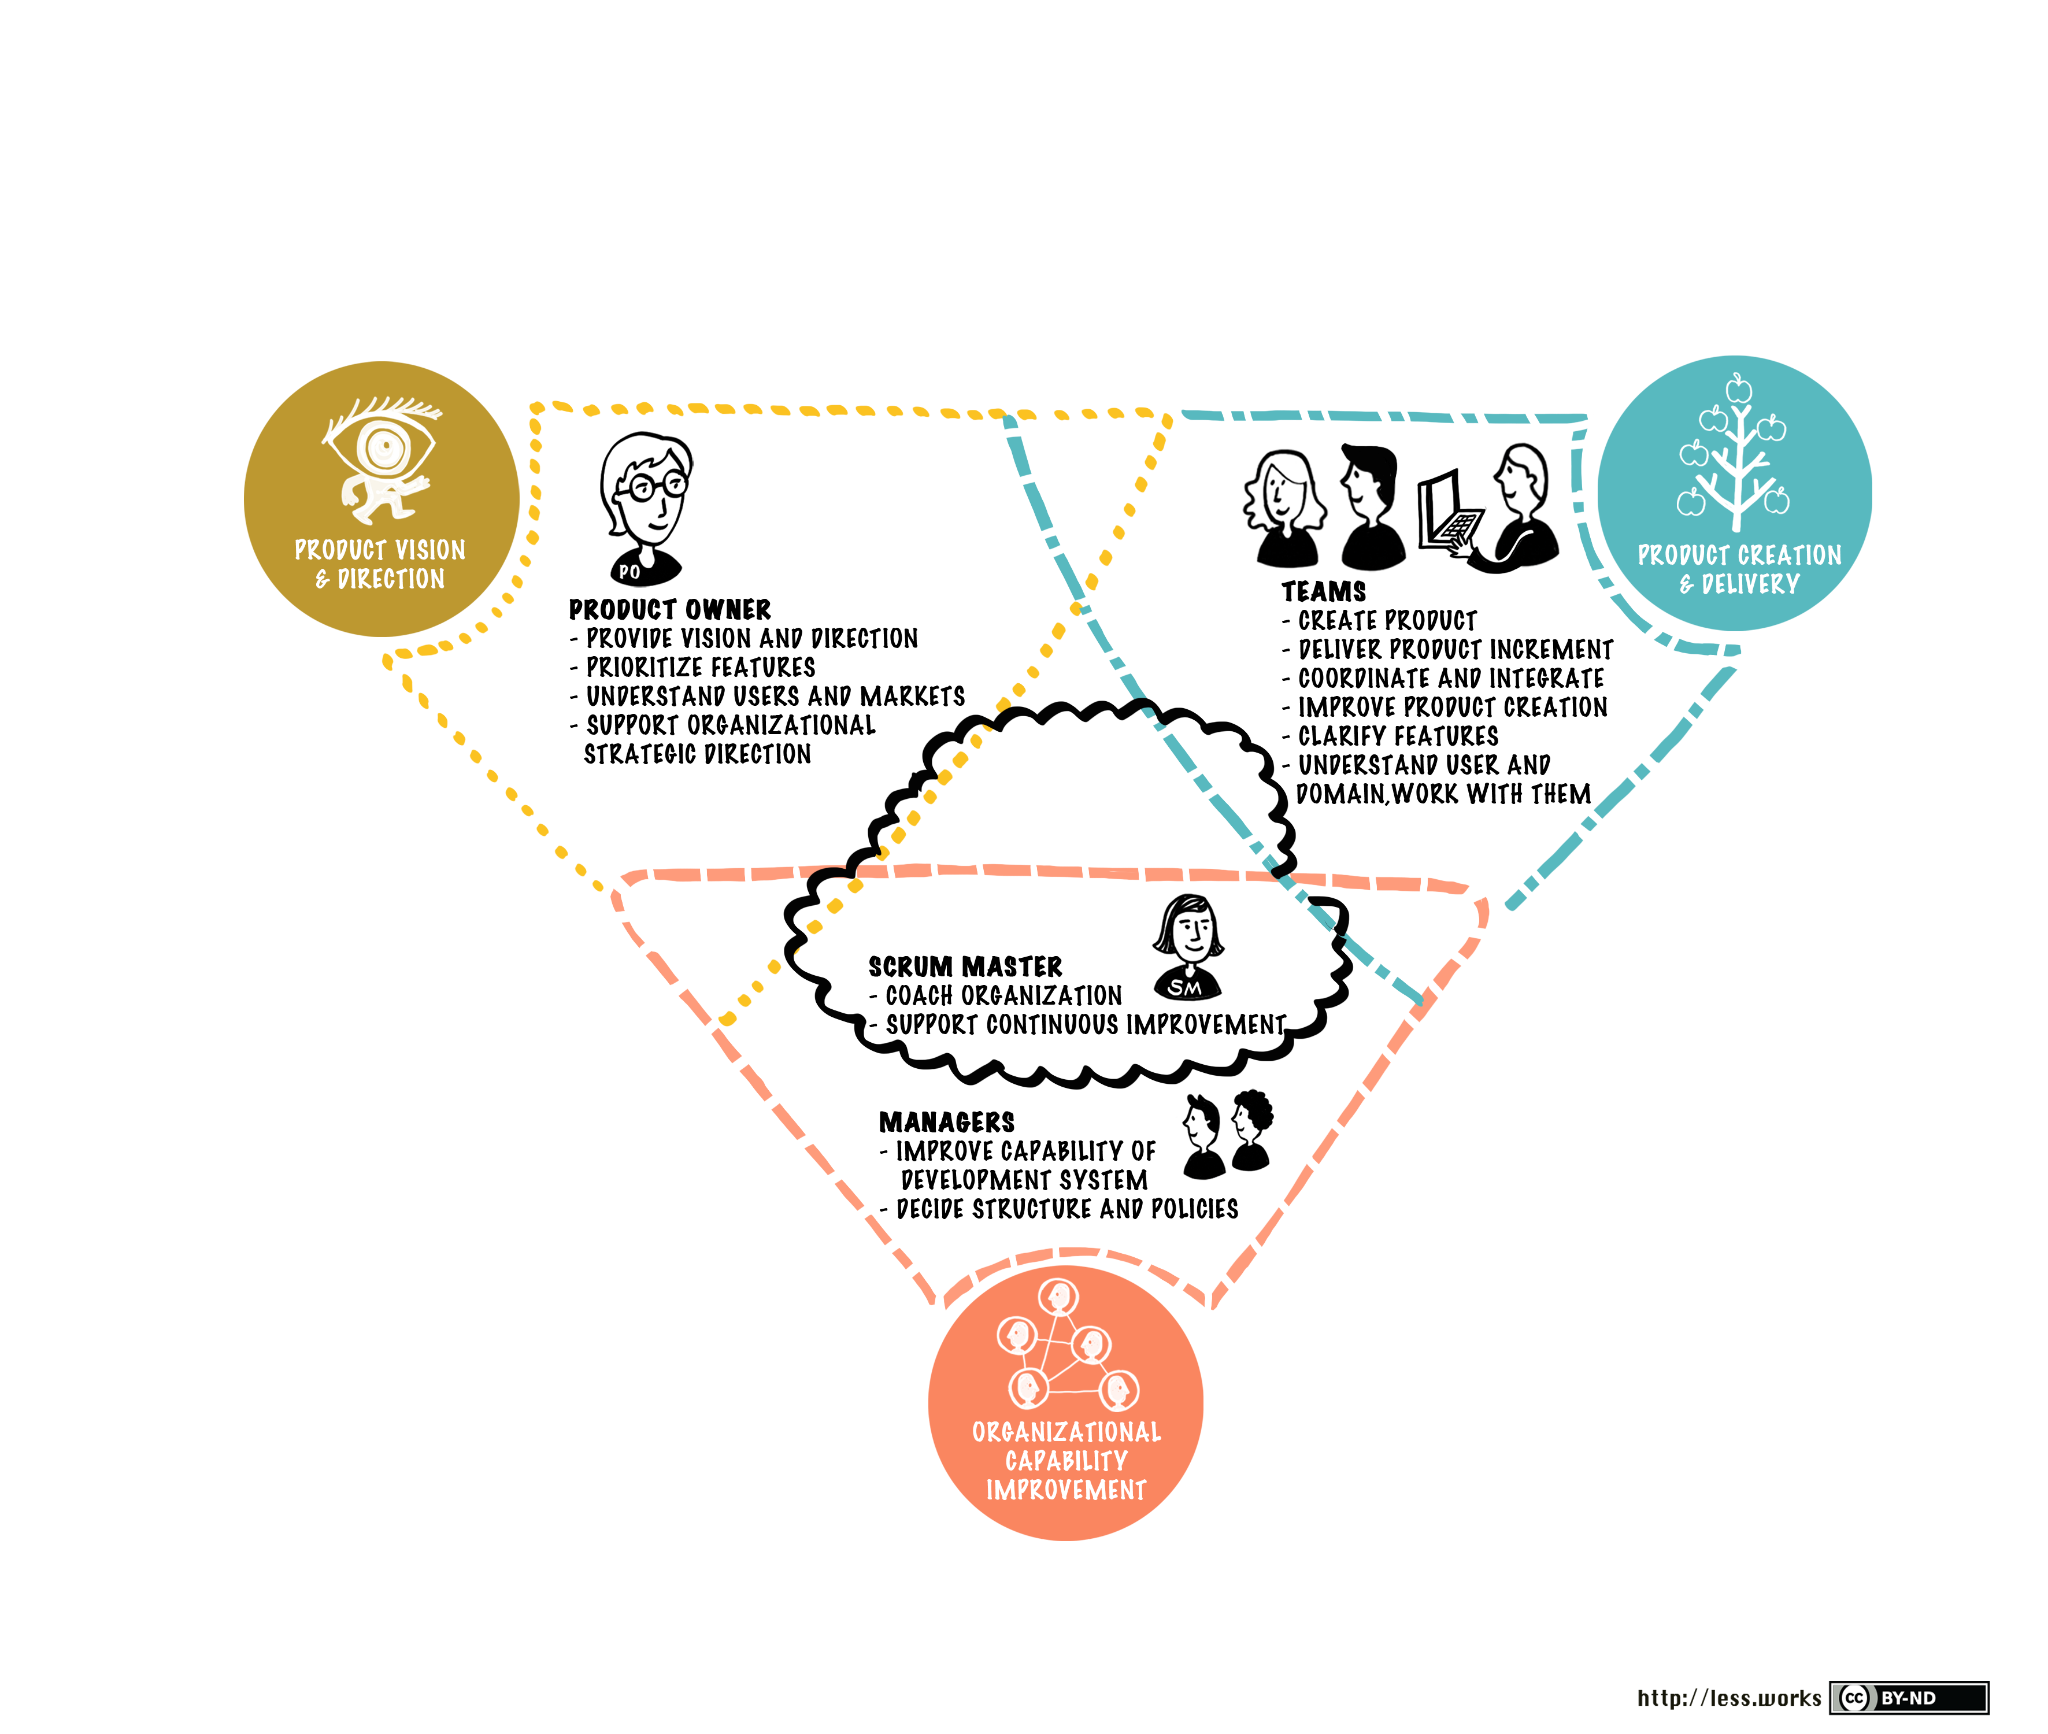 PRODUCT VISION
& DIRECTION
PO
PRODUCT OWNER
- PROVIDE VISION AND DIRECTION
- PRIORITIZE FEATURES
- UNDERSTAND USERS AND MARKETS
- SUPPORT ORGANIZATIONAL
STRATEGIC DIRECTION
TEAMS
- CREATE PRODUCT
- DELIVER PRODUCT INCREMENT
- COORDINATE AND INTEGRATE
- IMPROVE PRODUCT CREATION
- CLARIFY FEATURES
- UNDERSTAND USER AND
DOMAIN,WORK WITH THEM
PRODUCT CREATION
& DELIVERY
SCRUM MASTER
- COACH ORGANIZATION
- SUPPORT CONTINUOUS IMPROVEMENT
SM
MANAGERS
- IMPROVE CAPABILITY OF
DEVELOPMENT SYSTEM
- DECIDE STRUCTURE AND POLICIES
ORGANIZATIONAL
CAPABILITY
IMPROVEMENT
http://less.works
cc BY-ND